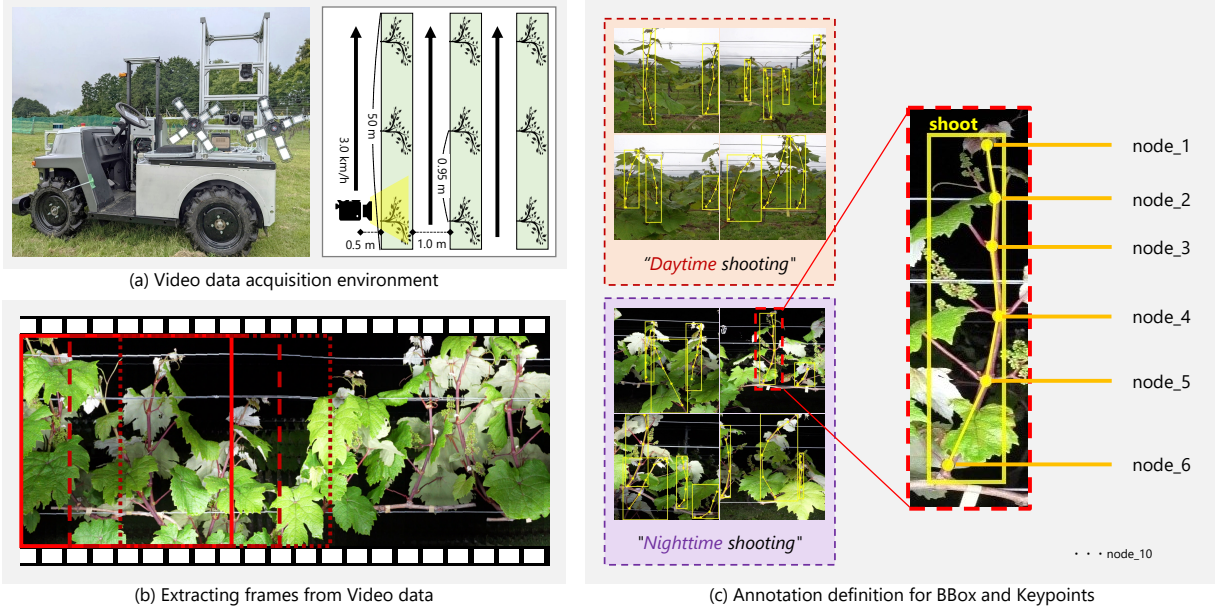 3.0 km/h
50 m
0.95 m
0.5 m
1.0 m
(a) Video data acquisition environment
(b) Extracting frames from Video data
"Daytime shooting"
"Nighttime shooting"
shoot
node_1
node_2
node_3
node_4
node_5
node_6
・・・node_10
(c) Annotation definition for BBox and Keypoints